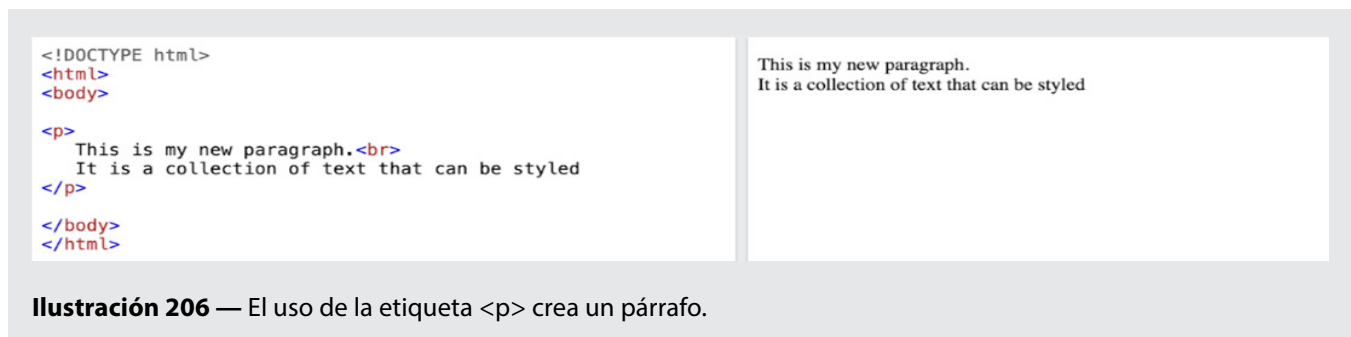 <!DOCTYPE html>
<html>
<body>
<p>
This is my new paragraph.<br>
It is a collection of text that can be styled
</p>
</body>
</html>
This is my new paragraph.
It is a collection of text that can be styled
Ilustración 206 — El uso de la etiqueta <p> crea un párrafo.